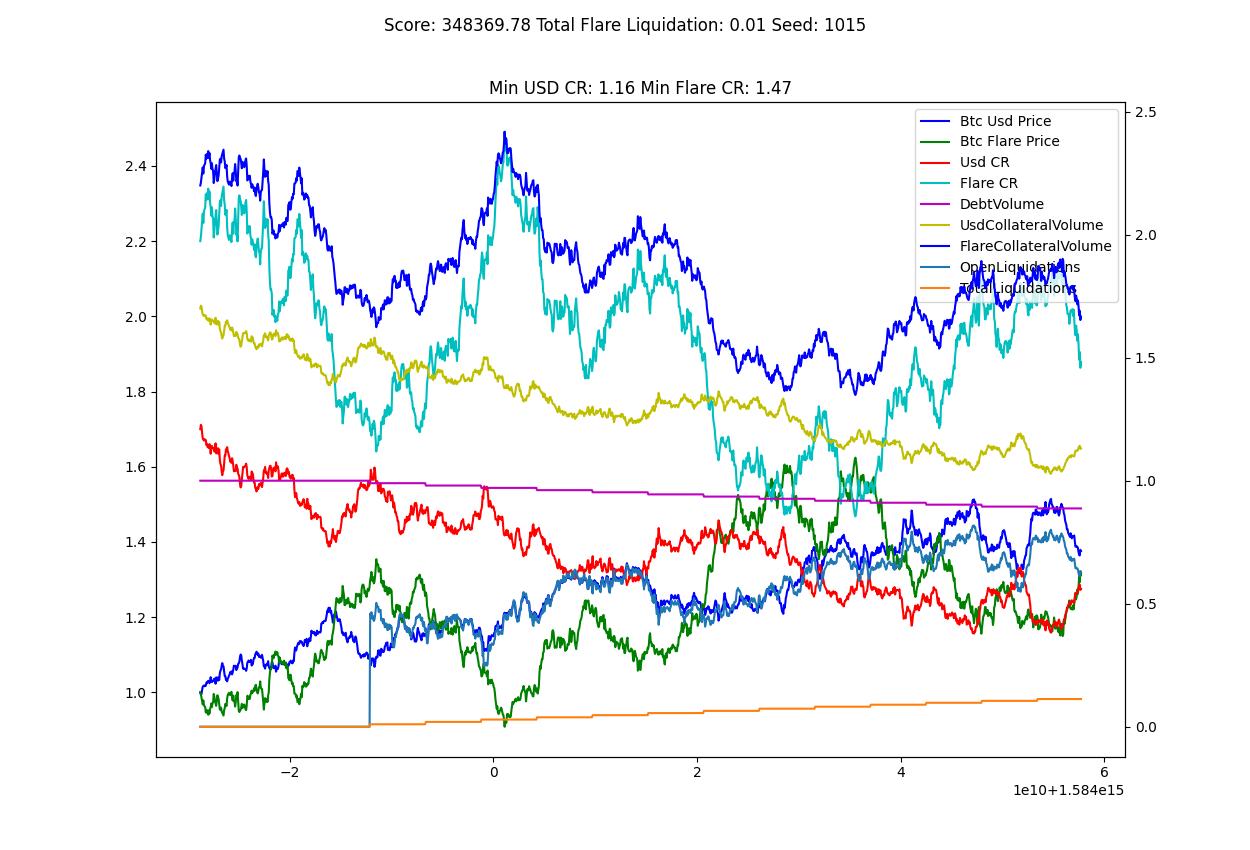 Score: 348369.78 Total Flare Liquidation: 0.01 Seed: 1015
Min USD CR: 1.16 Min Flare CR: 1.47
2.4
2.2
2.0
1.8
1.6
1.4
1.2
1.0
2.5
2.0
1.5
1.0
0.5
0.0
Btc Usd Price
Btc Flare Price
Usd CR
Flare CR
DebtVolume
UsdCollateralVolume
FlareCollateralVolume
OpenLiquidations
TotalLiquidations
−2
0
2
4
6
1e10+1.584e15